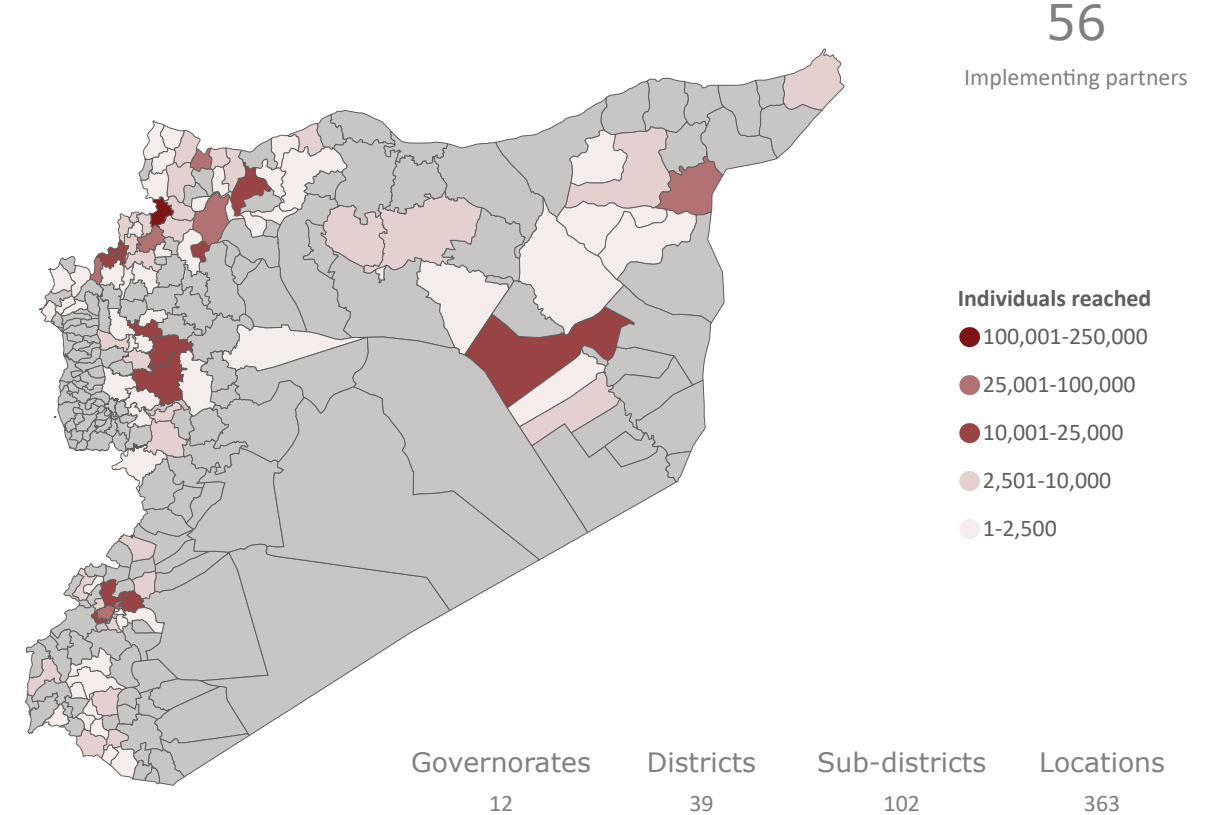 56
Implementing partners
Individuals reached
100,001-250,000
25,001-100,000
10,001-25,000
2,501-10,000
1-2,500
Governorates Districts Sub-districts Locations
12 39 102 363